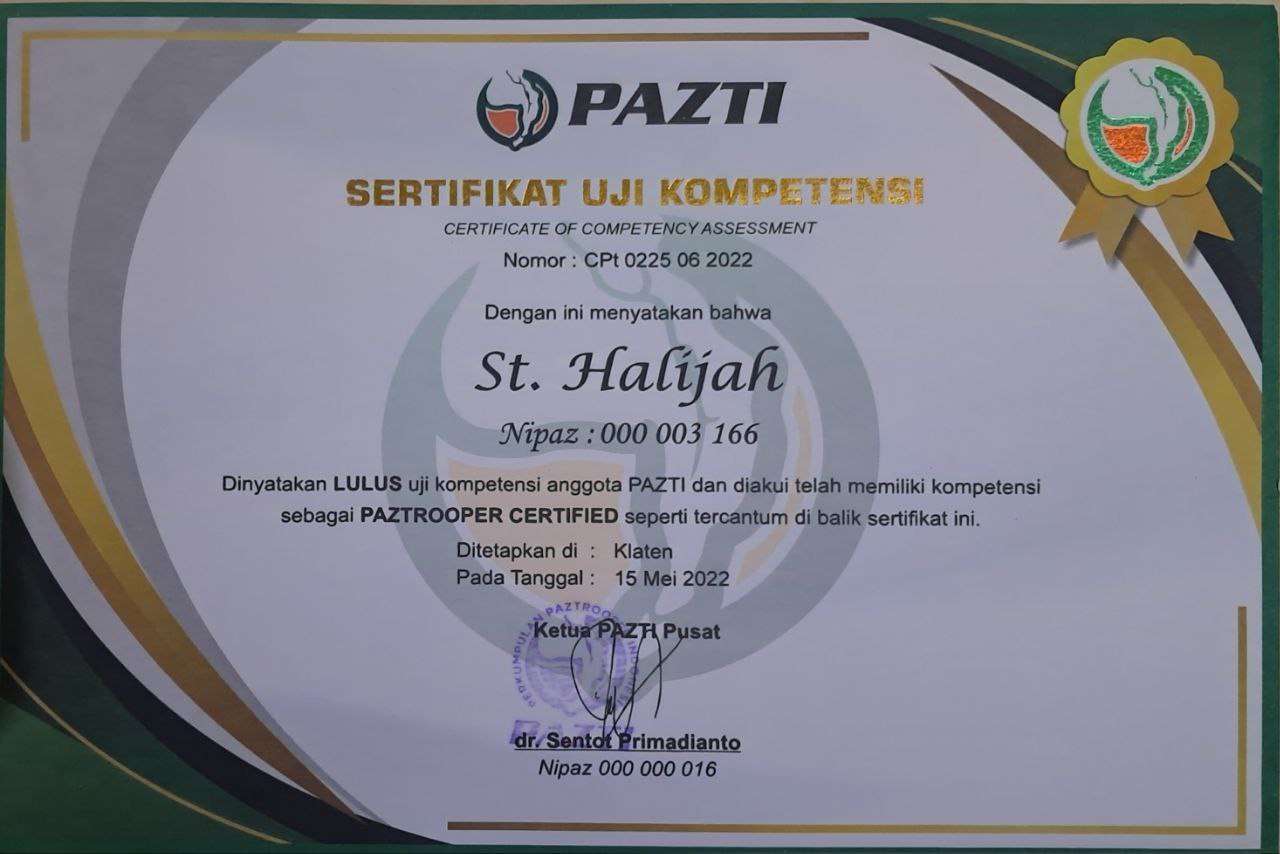 PAZTI
SERTIFIKAT UJI KOMPETENSI
CERTIFICATE OF COMPETENCY ASSESSMENT
Nomor : CPt 0225 06 2022
Dengan ini menyatakan bahwa
St. Halijah
Nipaz : 000 003 166
Dinyatakan LULUS uji kompetensi anggota PAZTI dan diakui telah memiliki kompetensi
sebagai PAZTROOPER CERTIFIED seperti tercantum di balik sertifikat ini.
Ditetapkan di : Klaten
Pada Tanggal : 15 Mei 2022
Ketua PAZTI Pusat
PERKUMPULAN PAZTROOPER INDONESIA
PAZTI
dr. Sentot Primadianto
Nipaz 000 000 016